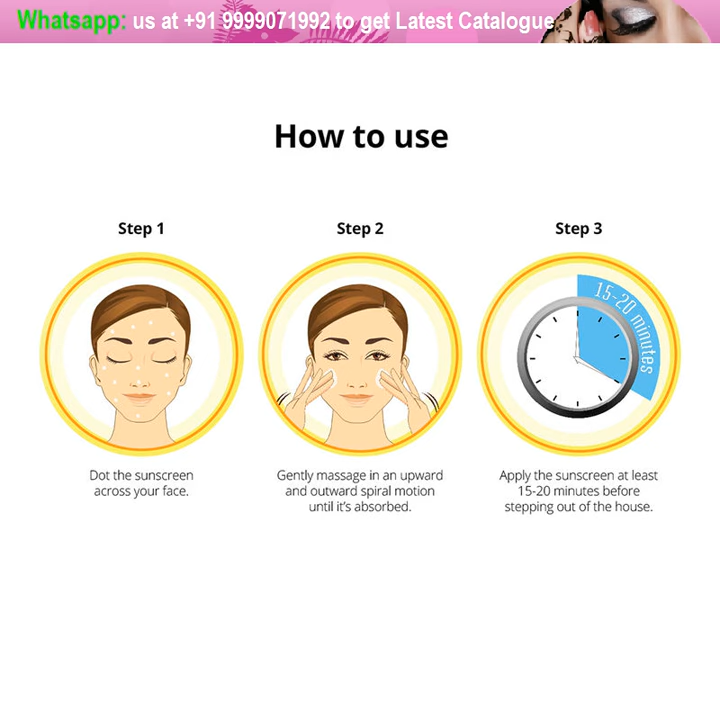 Whatsapp: us at +91 9999071992 to get Latest Catalogue
How to use
Step 1
Step 2
Step 3
15-20 minutes
Dot the sunscreen
across your face.
Gently massage in an upward
and outward spiral motion
until it's absorbed.
Apply the sunscreen at least
15-20 minutes before
stepping out of the house.